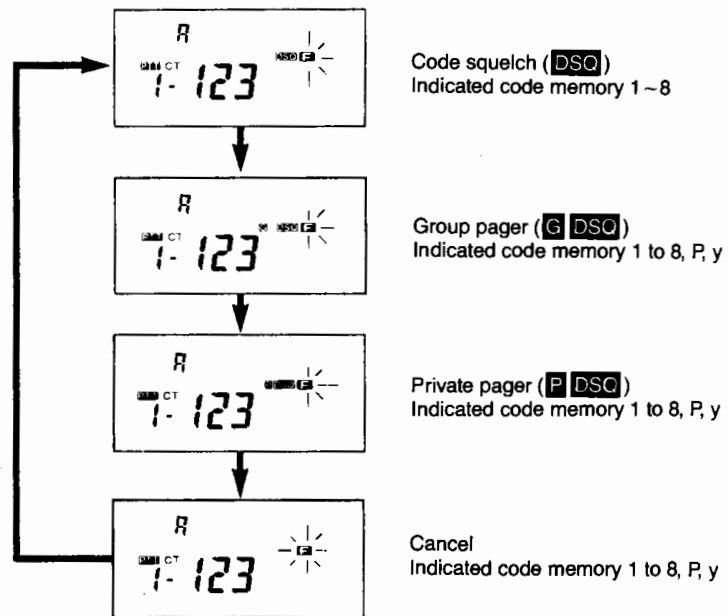 A
PTT CT DSQ F
1- 123
Code squelch ( DSQ )
Indicated code memory 1~8
A
PTT CT G DSQ F
1- 123
Group pager ( G DSQ )
Indicated code memory 1 to 8, P, y
A
PTT CT F
1- 123
Private pager ( P DSQ )
Indicated code memory 1 to 8, P, y
A
PTT CT F
1- 123
Cancel
Indicated code memory 1 to 8, P, y